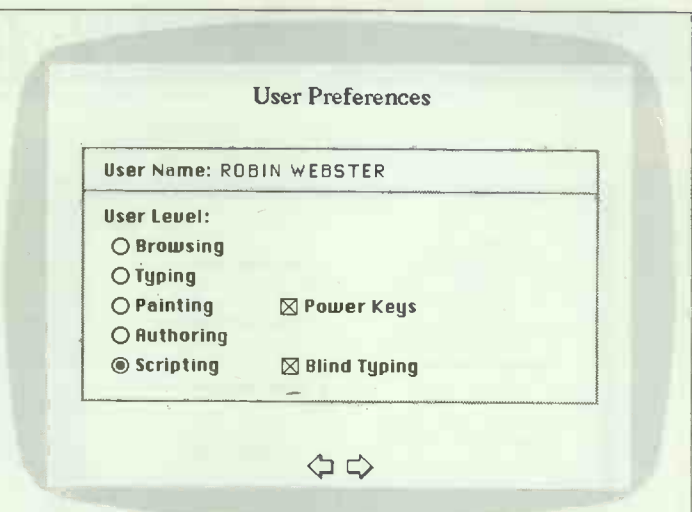 User Preferences
User Name: ROBIN WEBSTER
User Level:
Browsing
Typing
Painting Power Keys
Authoring
Scripting Blind Typing